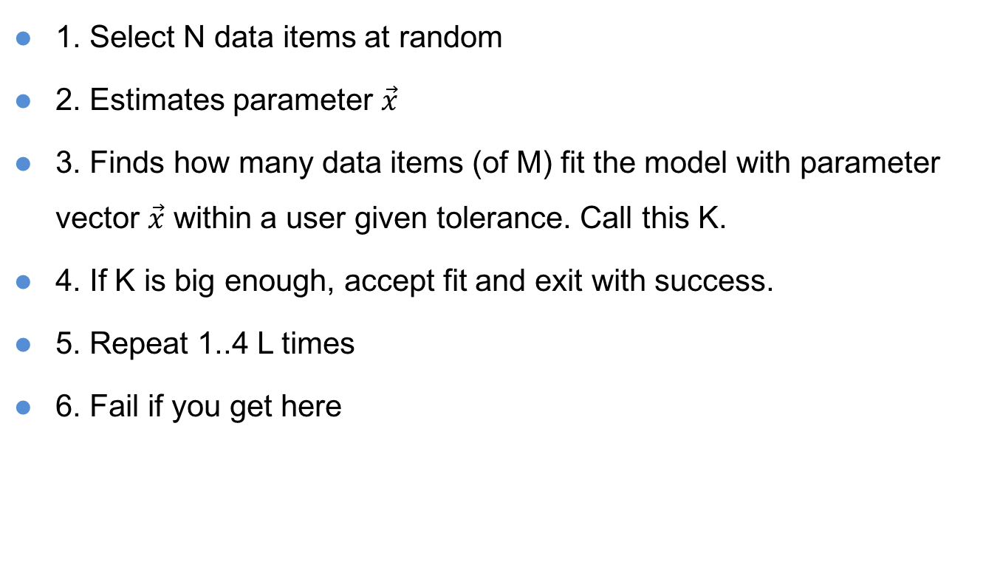 1. Select N data items at random
2. Estimates parameter x⃗
3. Finds how many data items (of M) fit the model with parameter
vector x⃗ within a user given tolerance. Call this K.
4. If K is big enough, accept fit and exit with success.
5. Repeat 1..4 L times
6. Fail if you get here